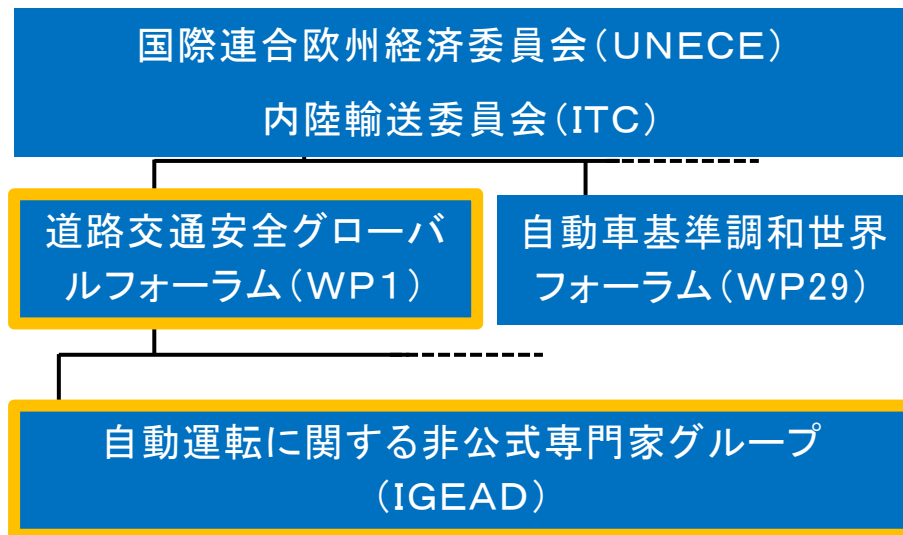 国際連合欧州経済委員会（UNECE）
内陸輸送委員会（ITC）
道路交通安全グローバ
ルフォーラム（WP1）
自動車基準調和世界
フォーラム（WP29）
自動運転に関する非公式専門家グループ
（IGEAD）